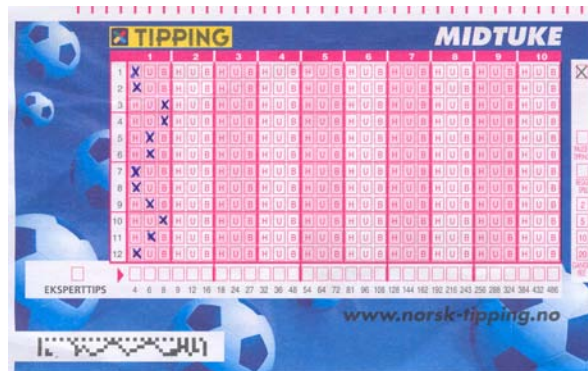 TIPPING MIDTUKE
1 2 3 4 5 6 7 8 9 10
1 U B H U B H U B H U B H U B H U B H U B H U B H U B H U B
2 U B H U B H U B H U B H U B H U B H U B H U B H U B H U B
3 H U H U B H U B H U B H U B H U B H U B H U B H U B H U B
4 H U H U B H U B H U B H U B H U B H U B H U B H U B H U B
5 H B H U B H U B H U B H U B H U B H U B H U B H U B H U B
6 H B H U B H U B H U B H U B H U B H U B H U B H U B H U B
7 U B H U B H U B H U B H U B H U B H U B H U B H U B H U B
8 U B H U B H U B H U B H U B H U B H U B H U B H U B H U B
9 H B H U B H U B H U B H U B H U B H U B H U B H U B H U B
10 H U H U B H U B H U B H U B H U B H U B H U B H U B H U B
11 H B H U B H U B H U B H U B H U B H U B H U B H U B H U B
12 U B H U B H U B H U B H U B H U B H U B H U B H U B H U B
2
10
20
EKSPERTTIPS 4 6 8 9 12 16 18 24 27 32 36 48 54 64 72 81 96 108 128 144 162 192 216 243 256 288 324 384 432 486
www.norsk-tipping.no